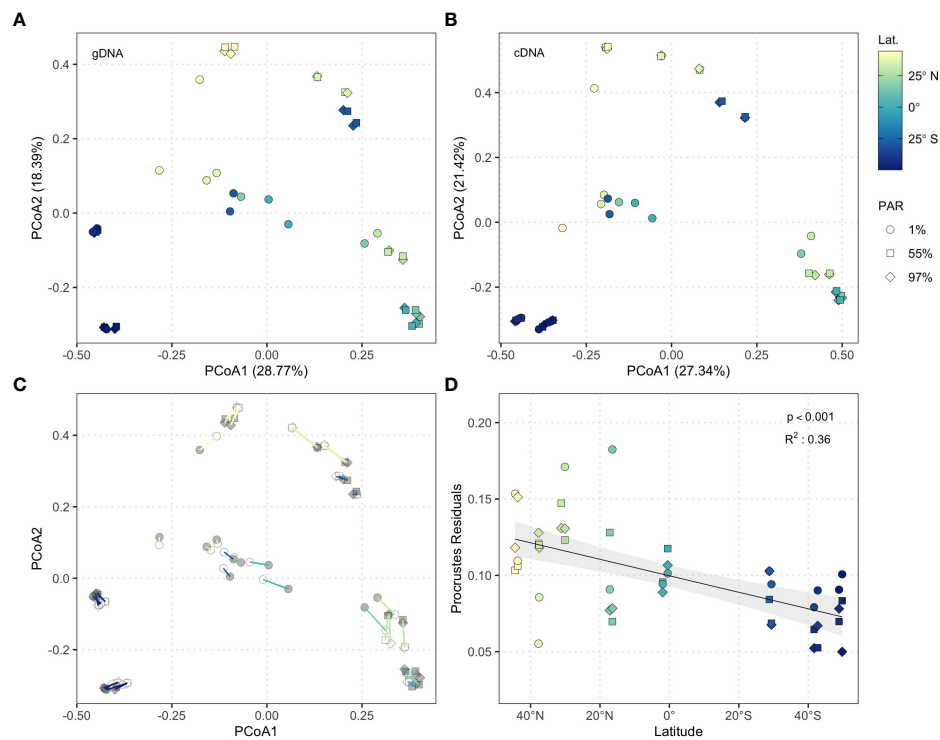 A
gDNA
0.4
0.2
0.0
-0.2
PCoA2 (18.39%)
-0.50
-0.25
0.00
0.25
PCoA1 (28.77%)
B
cDNA
0.4
0.2
0.0
-0.2
PCoA2 (21.42%)
-0.50
-0.25
0.00
0.25
0.50
PCoA1 (27.34%)
Lat.
25° N
0°
25° S
PAR
1%
55%
97%
C
0.4
0.2
0.0
-0.2
PCoA2
-0.50
-0.25
0.00
0.25
PCoA1
D
p < 0.001
R² : 0.36
0.20
0.15
0.10
0.05
Procrustes Residuals
40°N
20°N
0°
20°S
40°S
Latitude